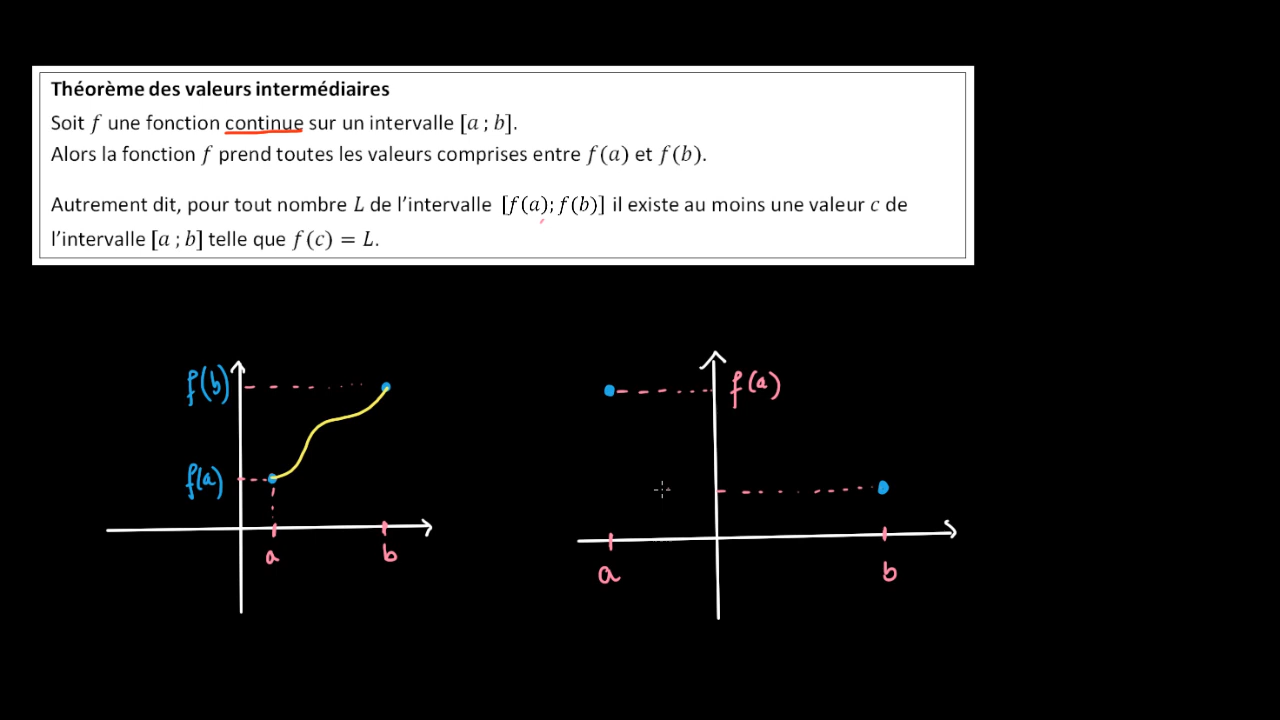 Théorème des valeurs intermédiaires
Soit f une fonction continue sur un intervalle [a ; b].
Alors la fonction f prend toutes les valeurs comprises entre f(a) et f(b).
Autrement dit, pour tout nombre L de l'intervalle [f(a); f(b)] il existe au moins une valeur c de
l'intervalle [a ; b] telle que f(c) = L.
f(b)
f(a)
a
b
f(a)
a
b